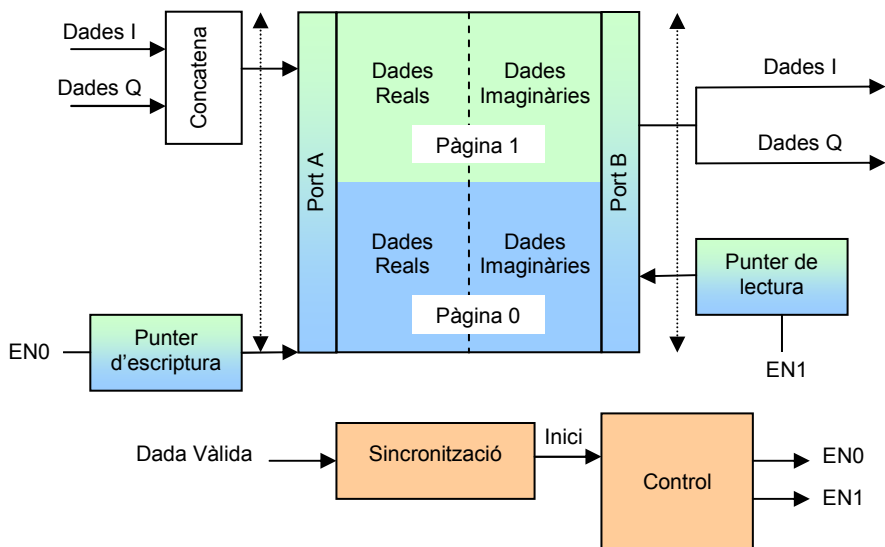 Dades I
Dades Q
Concatena
Port A
Dades
Reals
Dades
Imaginàries
Pàgina 1
Dades
Reals
Dades
Imaginàries
Pàgina 0
Port B
Dades I
Dades Q
Punter de
lectura
EN1
EN0
Punter
d’escriptura
Dada Vàlida
Sincronització
Inici
Control
EN0
EN1